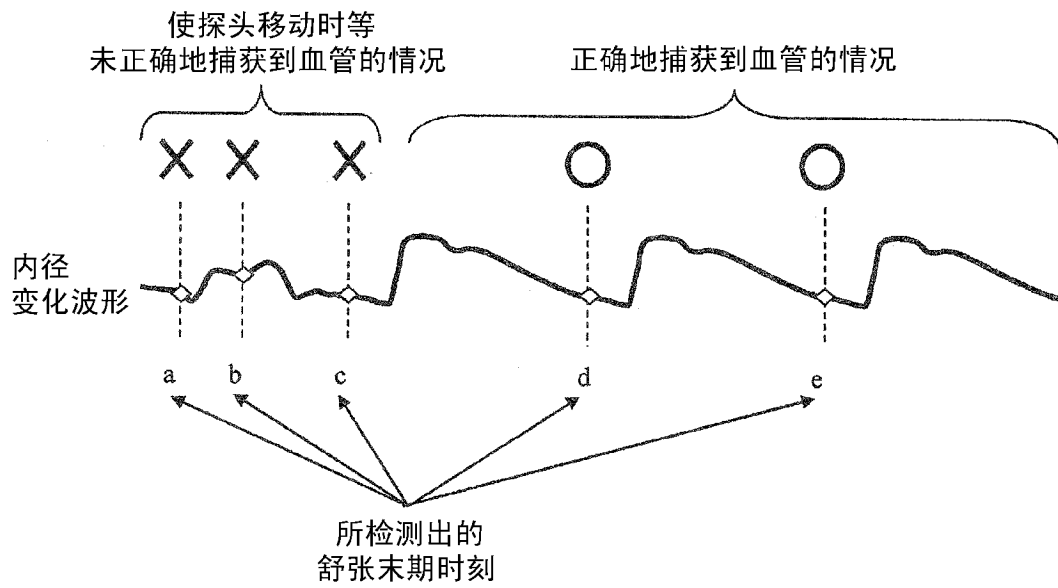 使探头移动时等
未正确地捕获到血管的情况
正确地捕获到血管的情况
内径
变化波形
a b c d e
所检测出的
舒张末期时刻